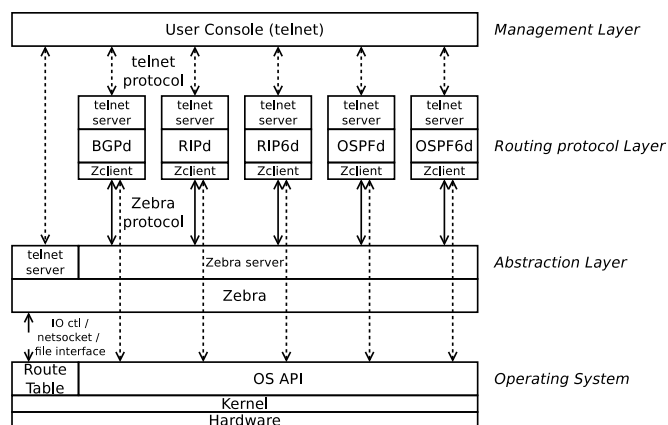 User Console (telnet)
Management Layer
telnet
protocol
telnet
server
telnet
server
telnet
server
telnet
server
telnet
server
BGPd
RIPd
RIP6d
OSPFd
OSPF6d
Routing protocol Layer
Zclient
Zclient
Zclient
Zclient
Zclient
Zebra
protocol
telnet
server
Zebra server
Abstraction Layer
Zebra
IO ctl /
netsocket /
file interface
Route
Table
OS API
Operating System
Kernel
Hardware